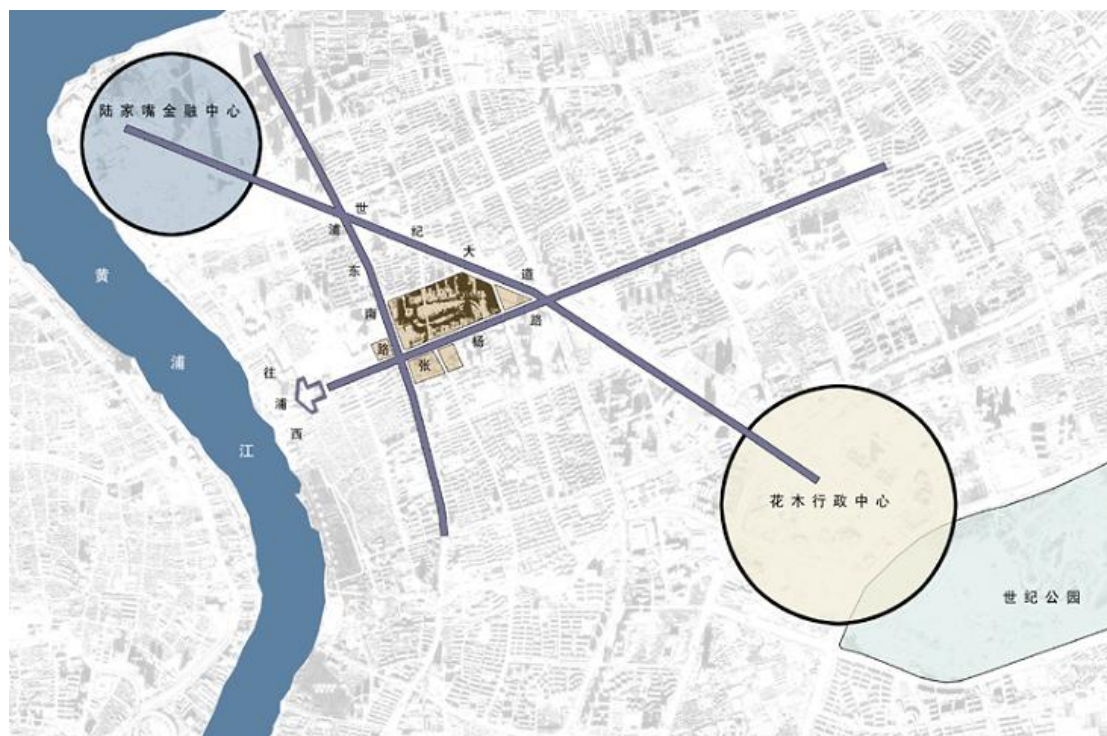 陆家嘴金融中心
世纪大道
浦东南路
张杨路
往浦西
黄浦江
花木行政中心
世纪公园